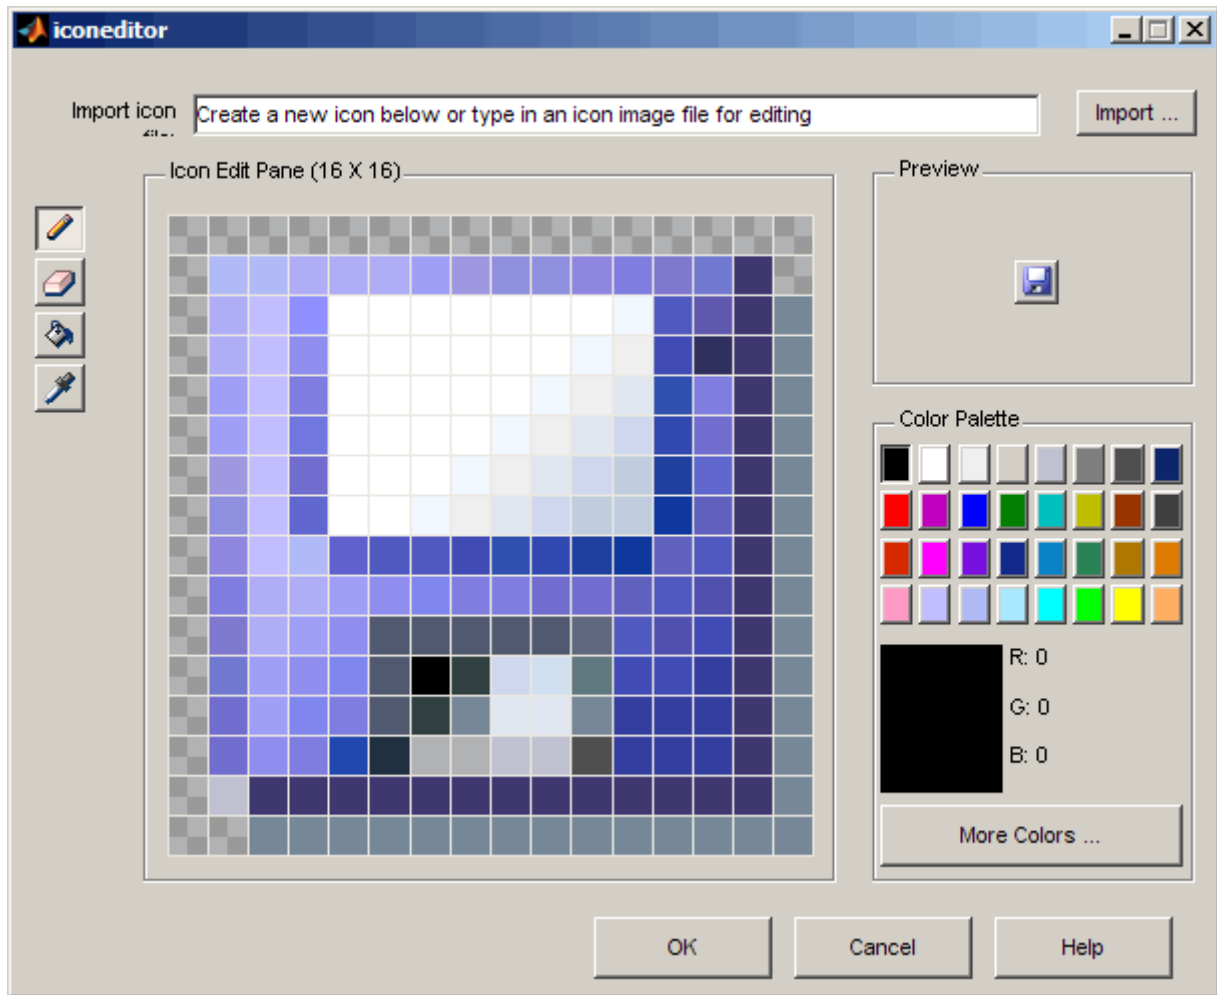 iconeditor
Import icon
Create a new icon below or type in an icon image file for editing
Import ...
Icon Edit Pane (16 X 16)
Preview
Color Palette
R: 0
G: 0
B: 0
More Colors ...
OK
Cancel
Help